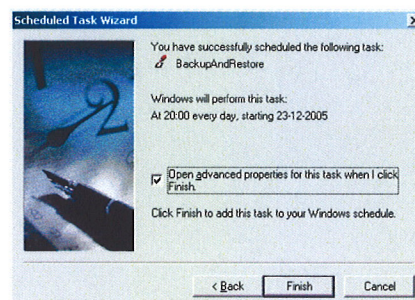 Scheduled Task Wizard
You have successfully scheduled the following task:
BackupAndRestore
Windows will perform this task:
At 20:00 every day, starting 23-12-2005
Open advanced properties for this task when I click
Finish.
Click Finish to add this task to your Windows schedule.
< Back
Finish
Cancel